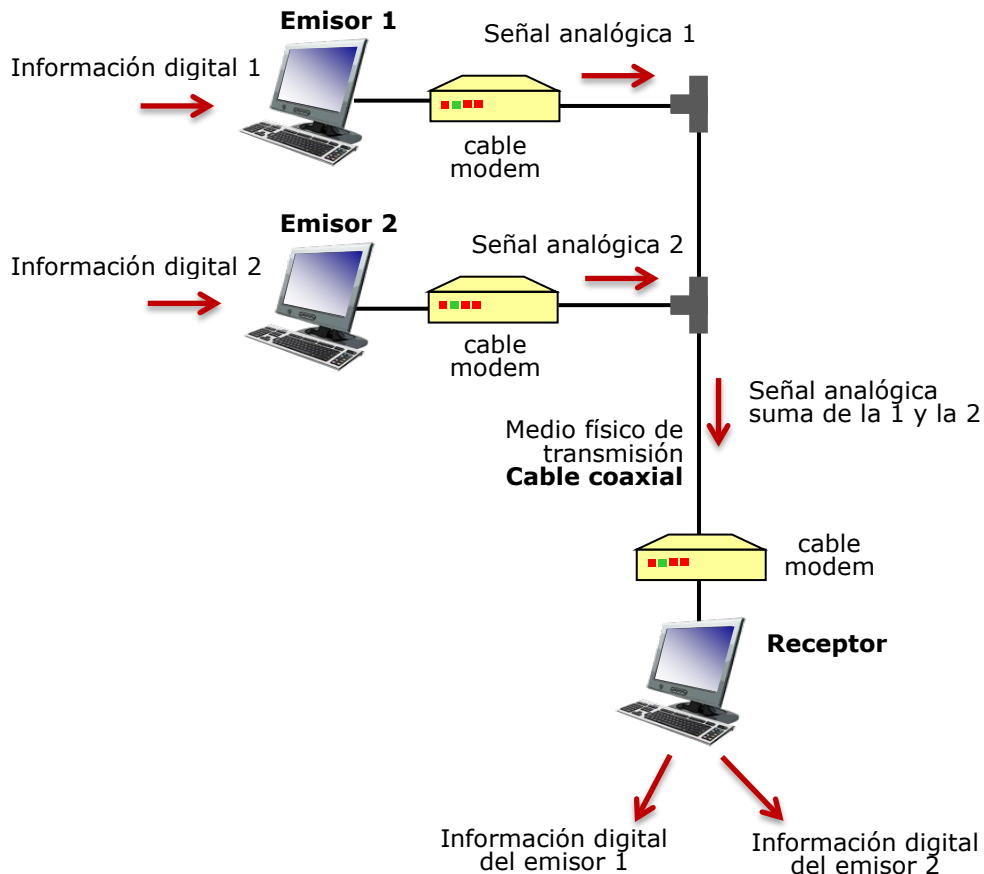 Emisor 1
Señal analógica 1
Información digital 1
cable
modem
Emisor 2
Señal analógica 2
Información digital 2
cable
modem
Señal analógica
suma de la 1 y la 2
Medio físico de
transmisión
Cable coaxial
cable
modem
Receptor
Información digital
del emisor 1
Información digital
del emisor 2